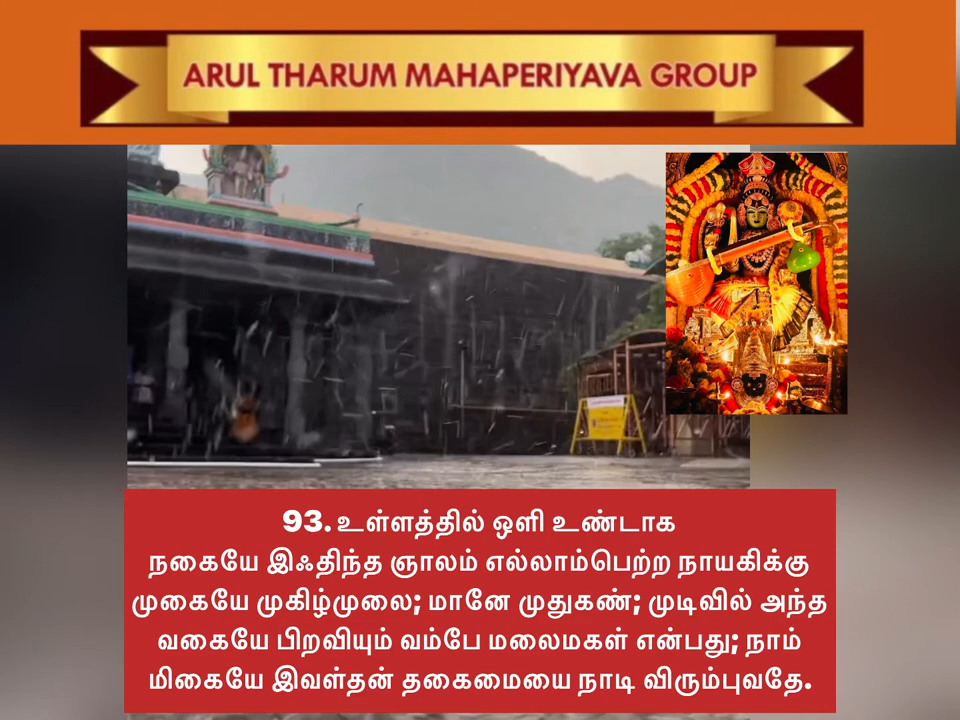 ARUL THARUM MAHAPERIYAVA GROUP
93. உள்ளத்தில் ஒளி உண்டாக
நகையே இஃதிந்த ஞாலம் எல்லாம்பெற்ற நாயகிக்கு
முகையே முகிழ்முலை; மானே முதுகண்; முடிவில் அந்த
வகையே பிறவியும் வம்பே மலைமகள் என்பது; நாம்
மிகையே இவள்தன் தகைமையை நாடி விரும்புவதே.